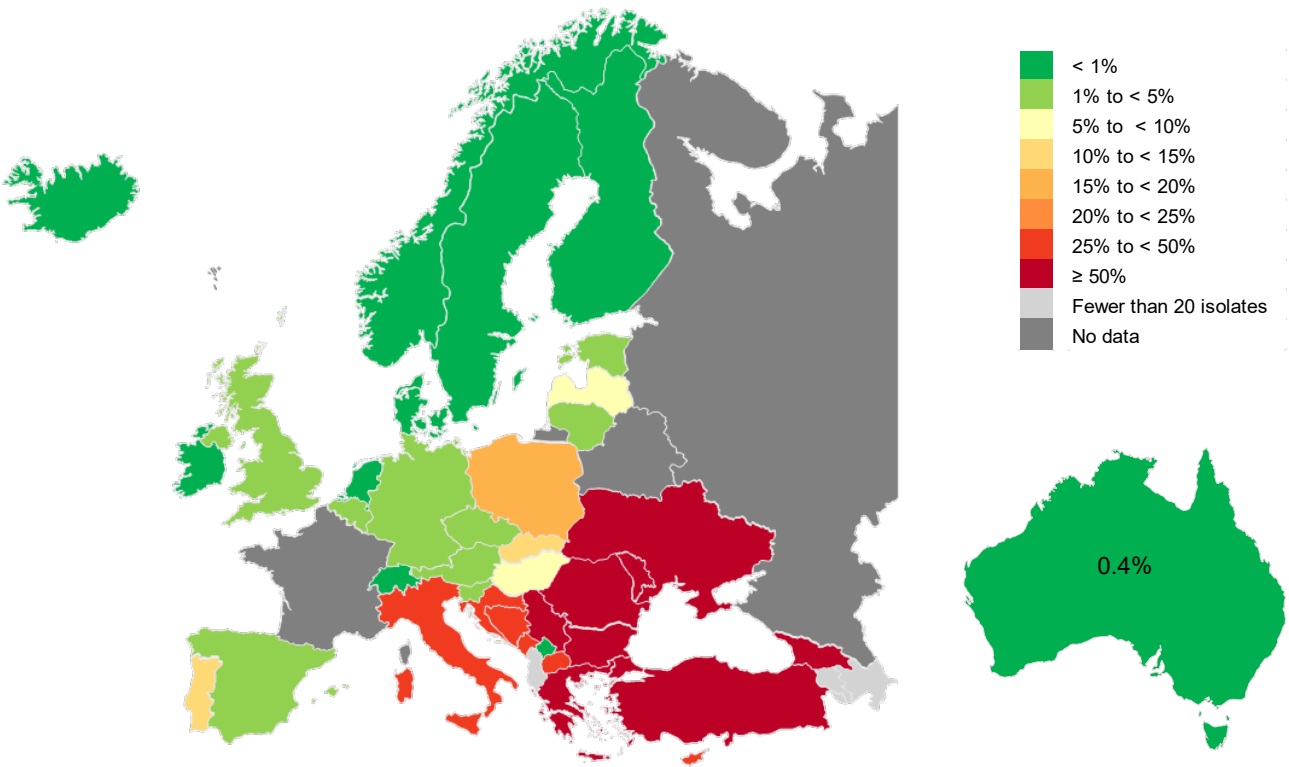 < 1%
1% to < 5%
5% to  < 10%
10% to < 15%
15% to < 20%
20% to < 25%
25% to < 50%
≥ 50%
Fewer than 20 isolates
No data
0.4%